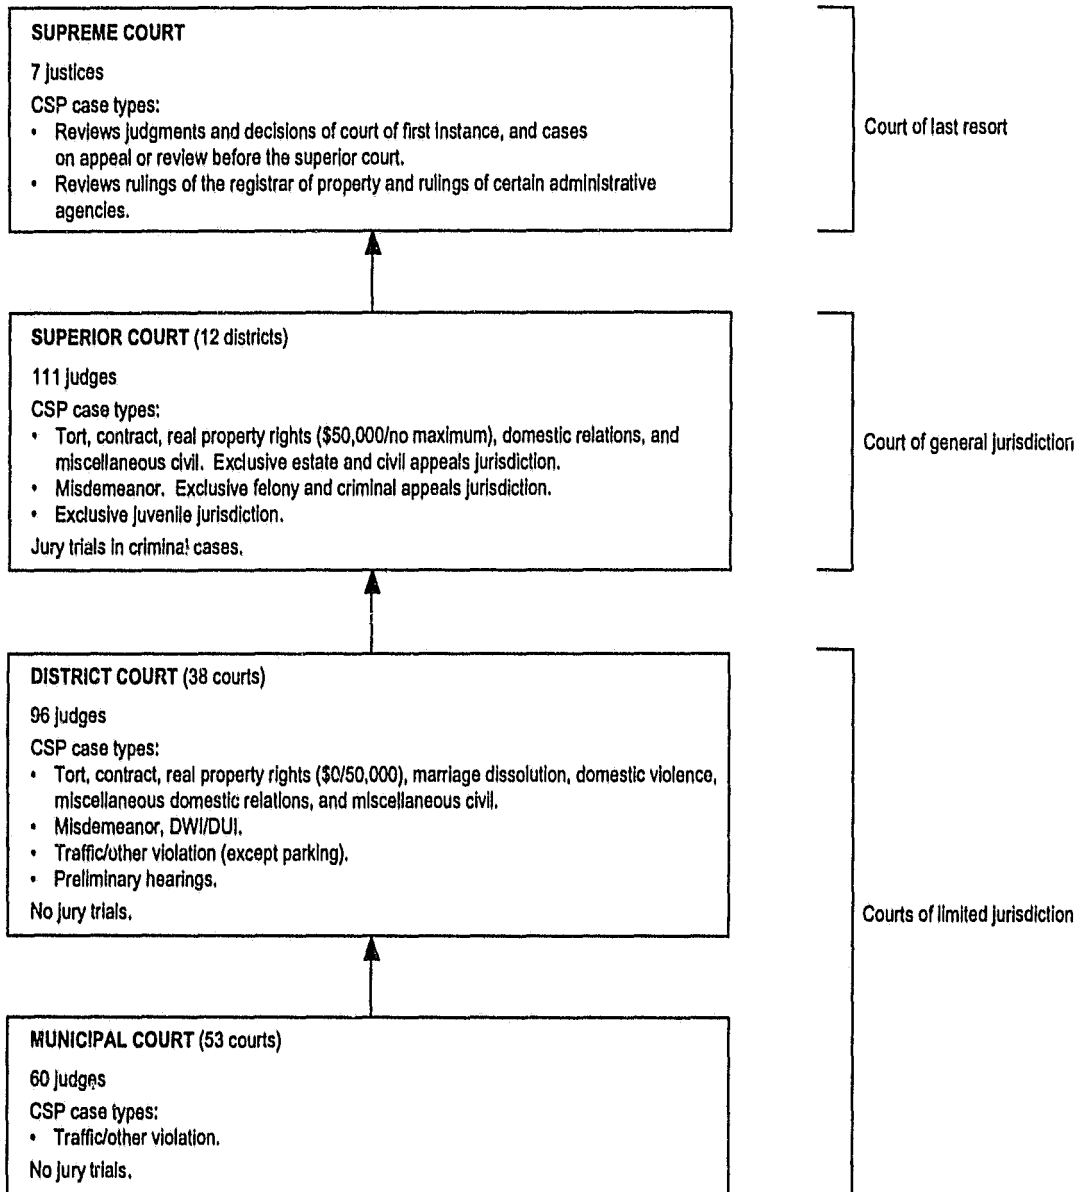 SUPREME COURT
7 justices
CSP case types:
• Reviews judgments and decisions of court of first instance, and cases
on appeal or review before the superior court.
• Reviews rulings of the registrar of property and rulings of certain administrative
agencies.
Court of last resort
SUPERIOR COURT (12 districts)
111 judges
CSP case types:
• Tort, contract, real property rights ($50,000/no maximum), domestic relations, and
miscellaneous civil. Exclusive estate and civil appeals jurisdiction.
• Misdemeanor. Exclusive felony and criminal appeals jurisdiction.
• Exclusive juvenile jurisdiction.
Jury trials in criminal cases.
Court of general jurisdiction
DISTRICT COURT (38 courts)
96 judges
CSP case types:
• Tort, contract, real property rights ($0/50,000), marriage dissolution, domestic violence,
miscellaneous domestic relations, and miscellaneous civil.
• Misdemeanor, DWI/DUI.
• Traffic/other violation (except parking).
• Preliminary hearings.
No jury trials.
Courts of limited jurisdiction
MUNICIPAL COURT (53 courts)
60 judges
CSP case types:
• Traffic/other violation.
No jury trials.